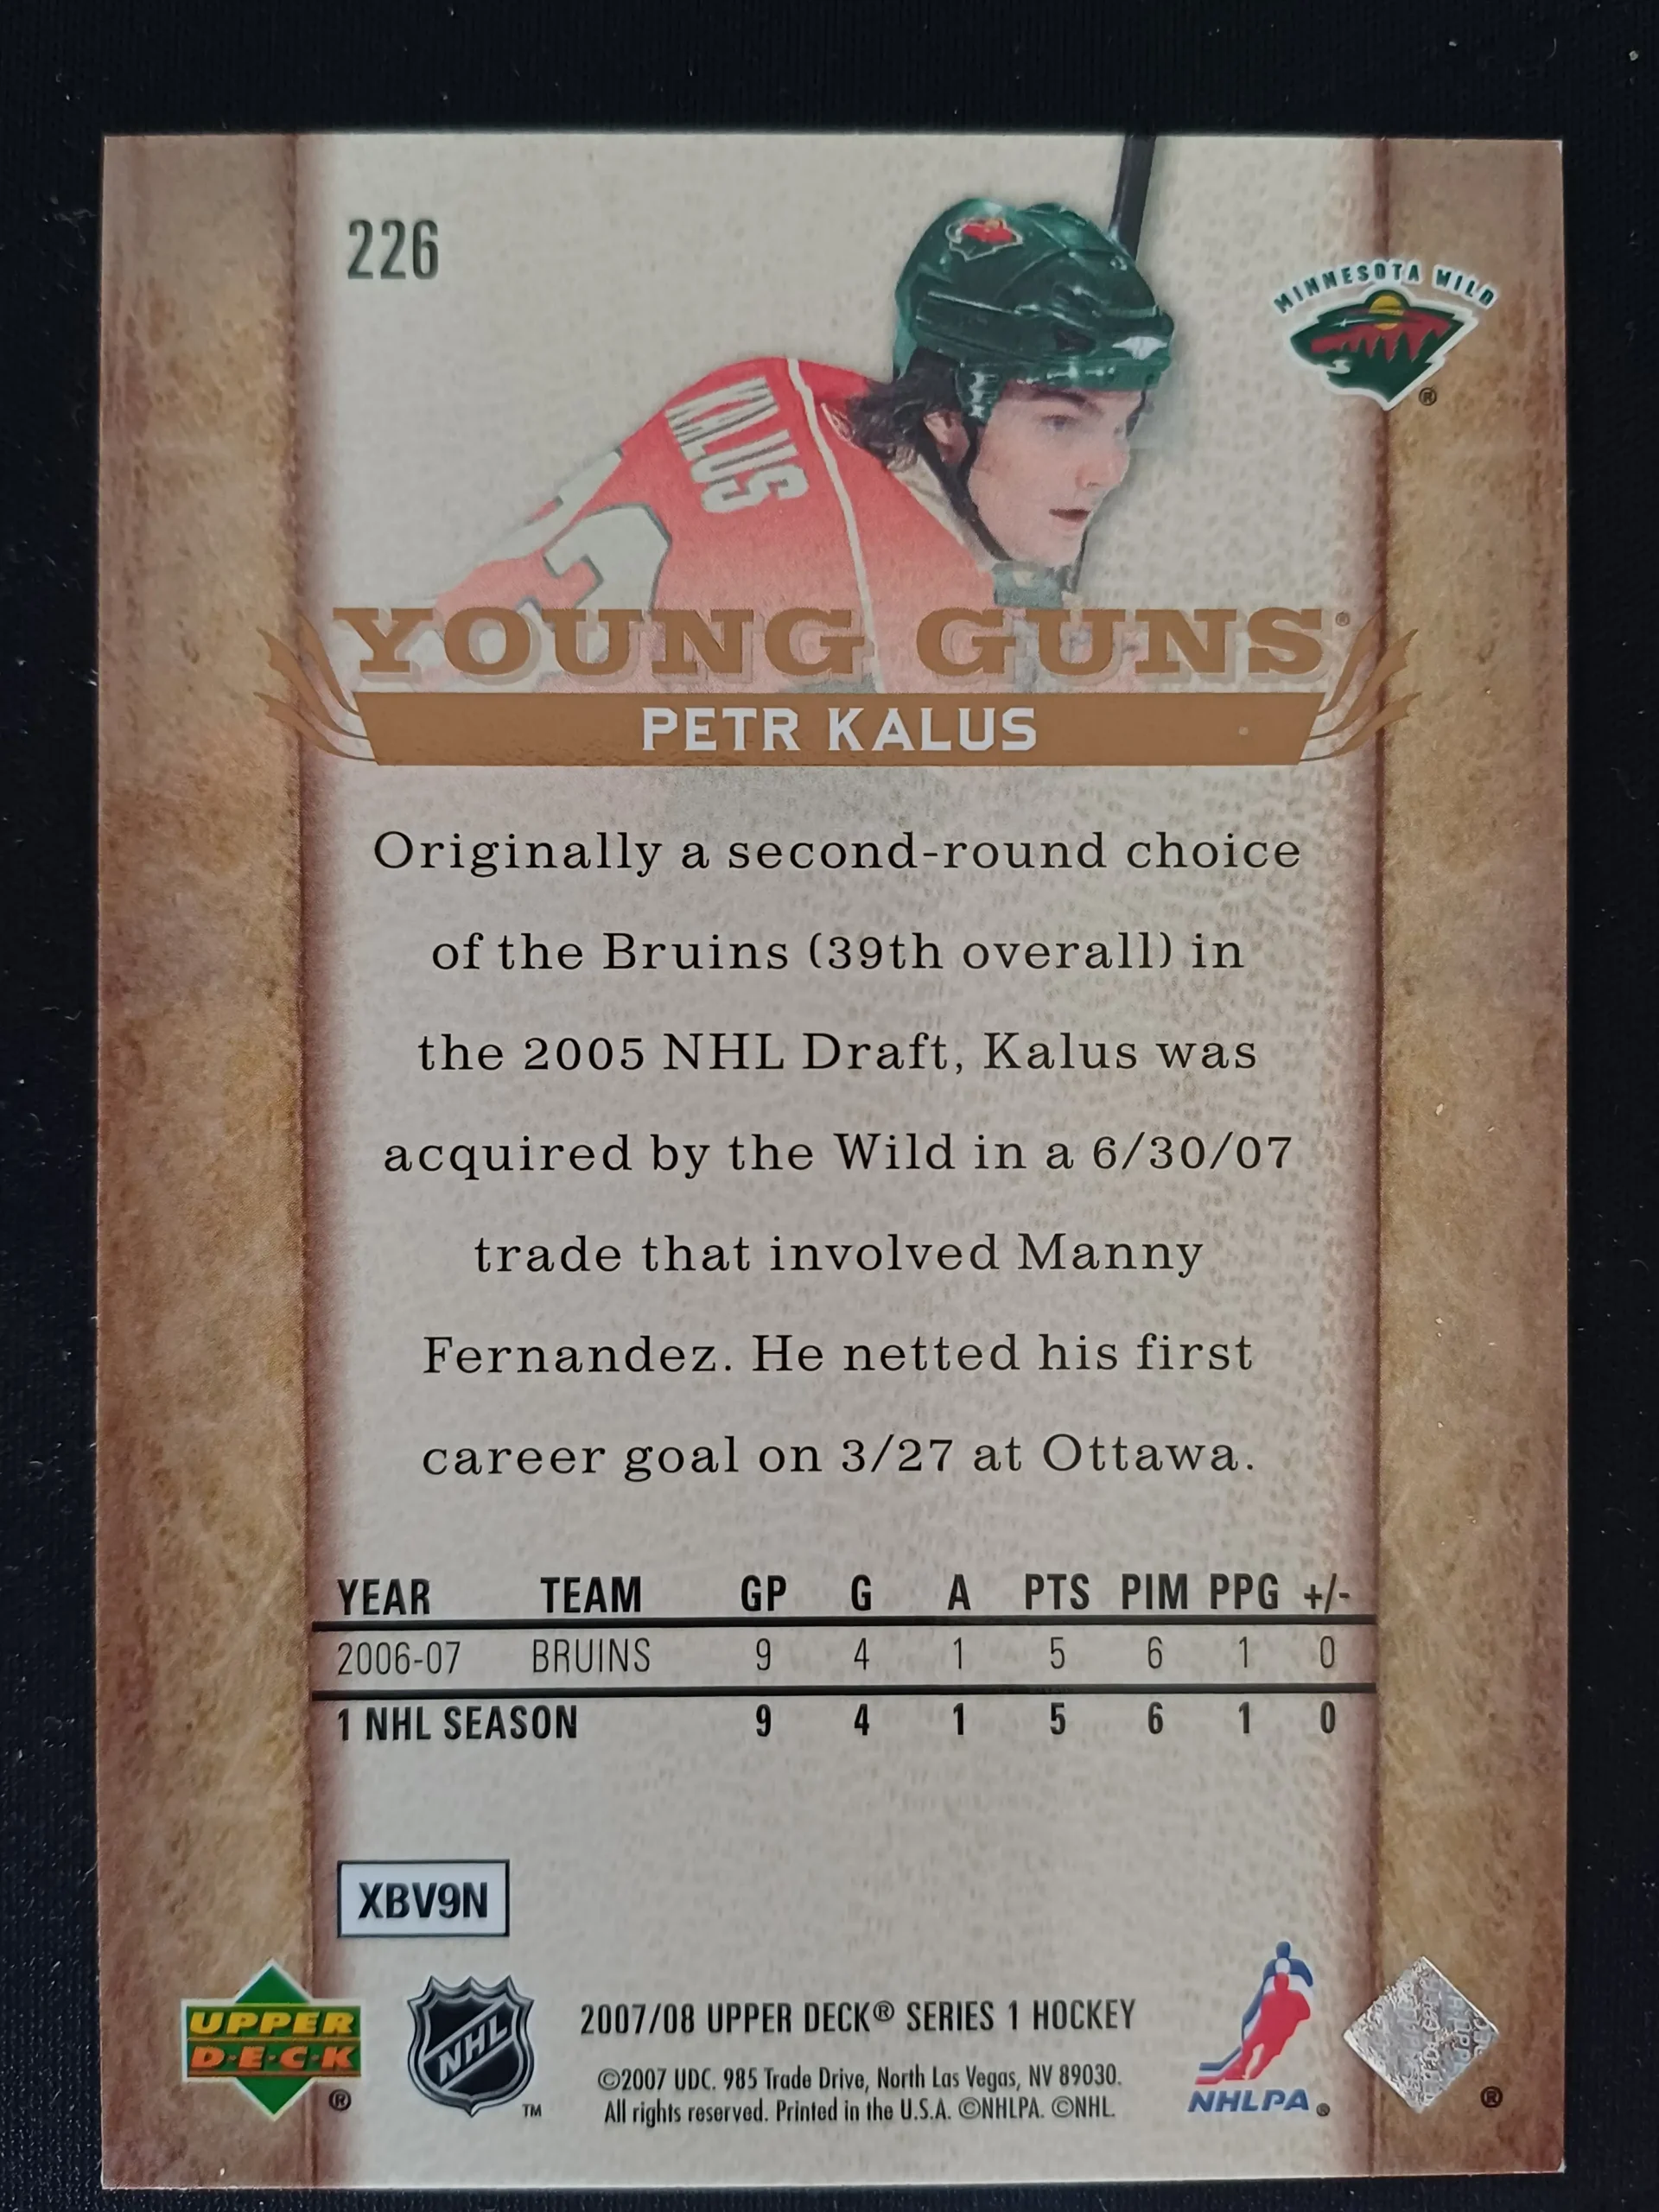 226
MINNESOTA WILD
®
KALUS
YOUNG GUNS®
PETR KALUS
Originally a second-round choice
of the Bruins (39th overall) in
the 2005 NHL Draft, Kalus was
acquired by the Wild in a 6/30/07
trade that involved Manny
Fernandez. He netted his first
career goal on 3/27 at Ottawa.
YEAR TEAM GP G A PTS PIM PPG +/-
2006-07 BRUINS 9 4 1 5 6 1 0
1 NHL SEASON 9 4 1 5 6 1 0
XBV9N
UPPER
D·E·C·K
®
NHL
TM
2007/08 UPPER DECK® SERIES 1 HOCKEY
©2007 UDC. 985 Trade Drive, North Las Vegas, NV 89030.
All rights reserved. Printed in the U.S.A. ©NHLPA. ©NHL.
NHLPA®
®